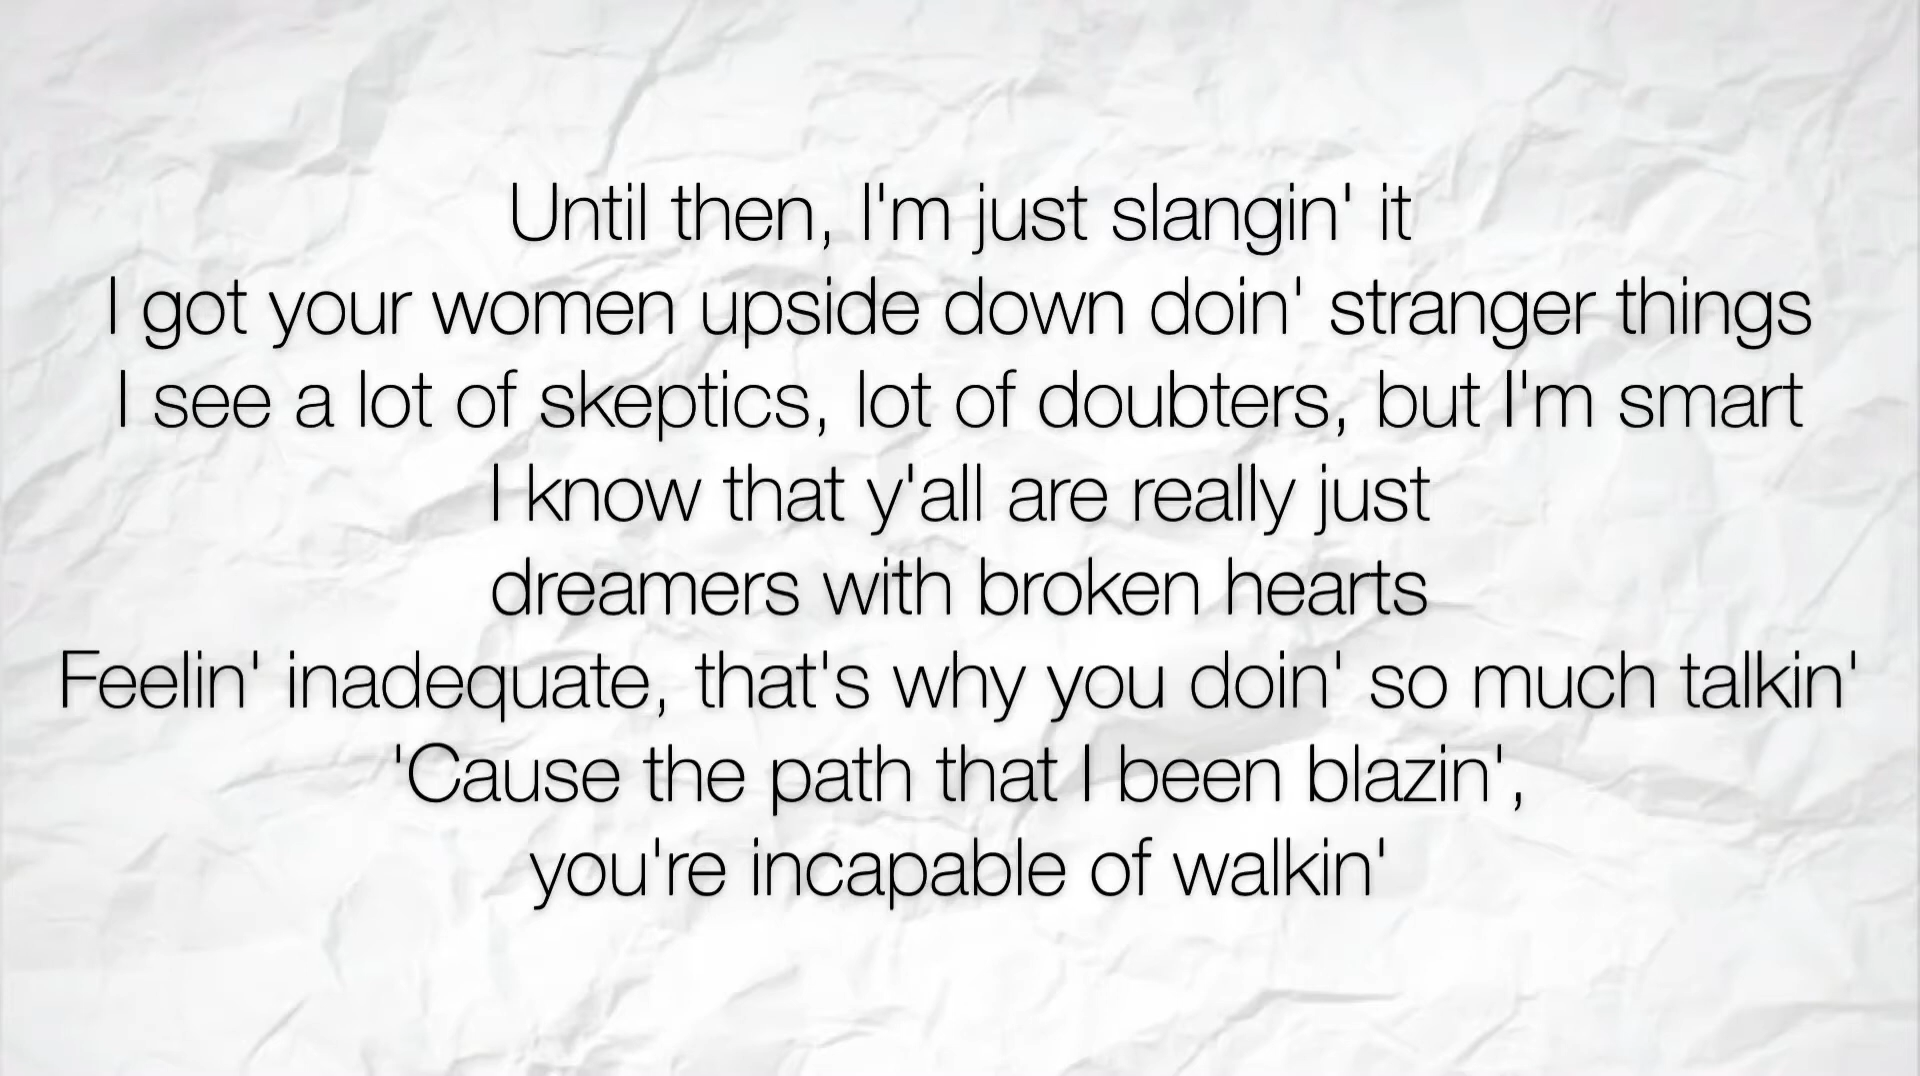 Until then, I'm just slangin' it
I got your women upside down doin' stranger things
I see a lot of skeptics, lot of doubters, but I'm smart
I know that y'all are really just
dreamers with broken hearts
Feelin' inadequate, that's why you doin' so much talkin'
'Cause the path that I been blazin',
you're incapable of walkin'